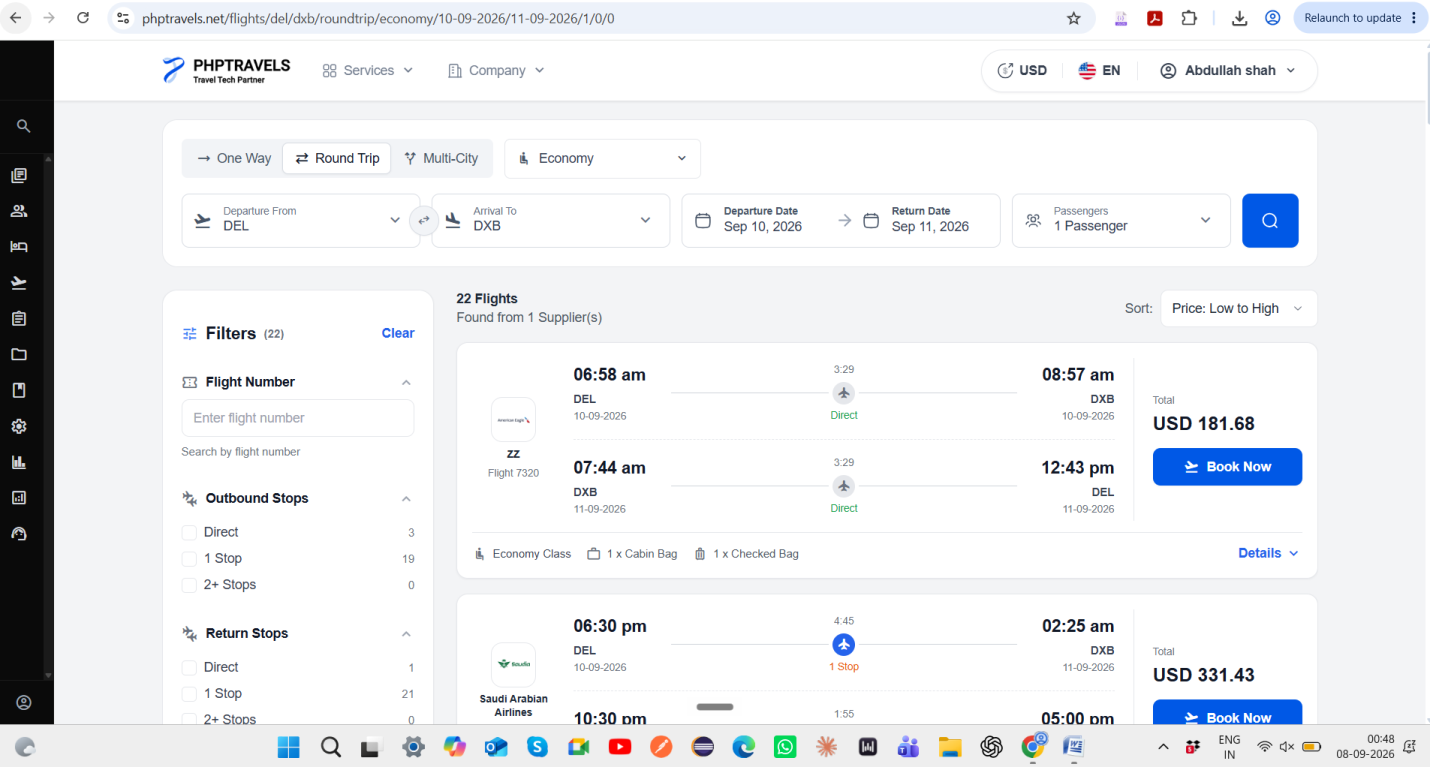 phptravels.net/flights/del/dxb/roundtrip/economy/10-09-2026/11-09-2026/1/0/0
Relaunch to update
PHPTRAVELS
Travel Tech Partner
Services
Company
USD
EN
Abdullah shah
One Way
Round Trip
Multi-City
Economy
Departure From
DEL
Arrival To
DXB
Departure Date
Sep 10, 2026
Return Date
Sep 11, 2026
Passengers
1 Passenger
Filters (22)
Clear
Flight Number
Enter flight number
Search by flight number
Outbound Stops
Direct 3
1 Stop 19
2+ Stops 0
Return Stops
Direct 1
1 Stop 21
2+ Stops 0
22 Flights
Found from 1 Supplier(s)
Sort: Price: Low to High
American Eagle
ZZ
Flight 7320
06:58 am
DEL
10-09-2026
3:29
Direct
08:57 am
DXB
10-09-2026
07:44 am
DXB
11-09-2026
3:29
Direct
12:43 pm
DEL
11-09-2026
Total
USD 181.68
Book Now
Economy Class
1 x Cabin Bag
1 x Checked Bag
Details
Saudia
Saudi Arabian
Airlines
06:30 pm
DEL
10-09-2026
4:45
1 Stop
02:25 am
DXB
11-09-2026
10:30 pm
1:55
05:00 pm
Total
USD 331.43
Book Now
ENG
IN
00:48
08-09-2026